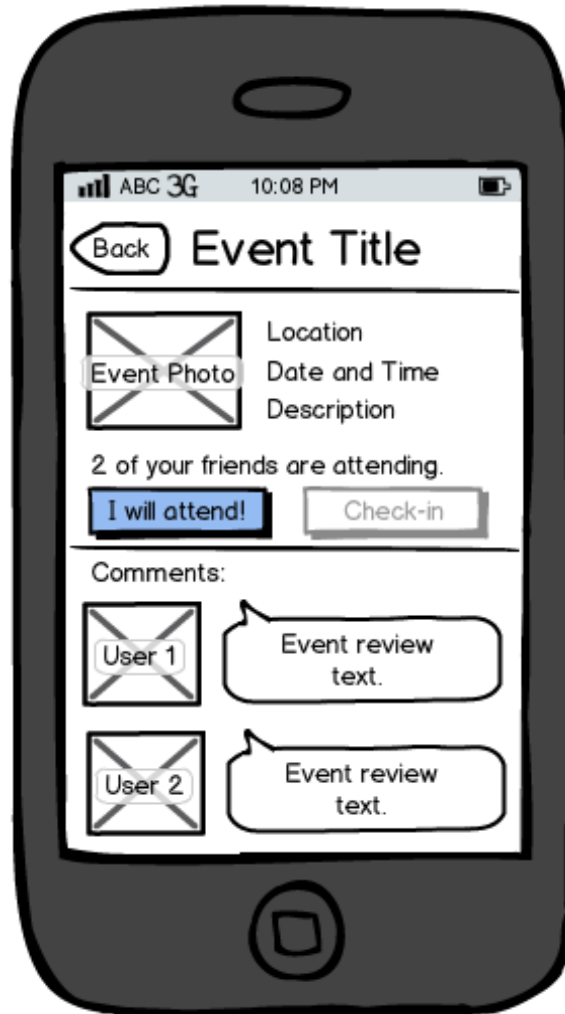 ABC 3G 10:08 PM
Back Event Title
Event Photo
Location
Date and Time
Description
2 of your friends are attending.
I will attend! Check-in
Comments:
User 1
Event review
text.
User 2
Event review
text.